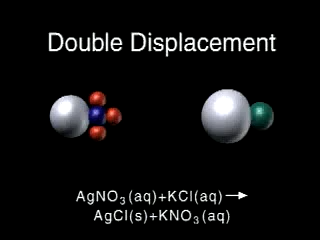 Double Displacement
AgNO₃(aq)+KCl(aq)⟶
AgCl(s)+KNO₃(aq)